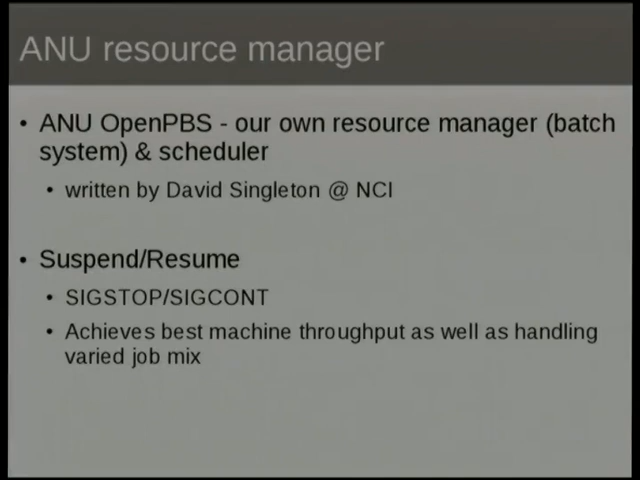 ANU resource manager
• ANU OpenPBS - our own resource manager (batch
system) & scheduler
• written by David Singleton @ NCI
• Suspend/Resume
• SIGSTOP/SIGCONT
• Achieves best machine throughput as well as handling
varied job mix